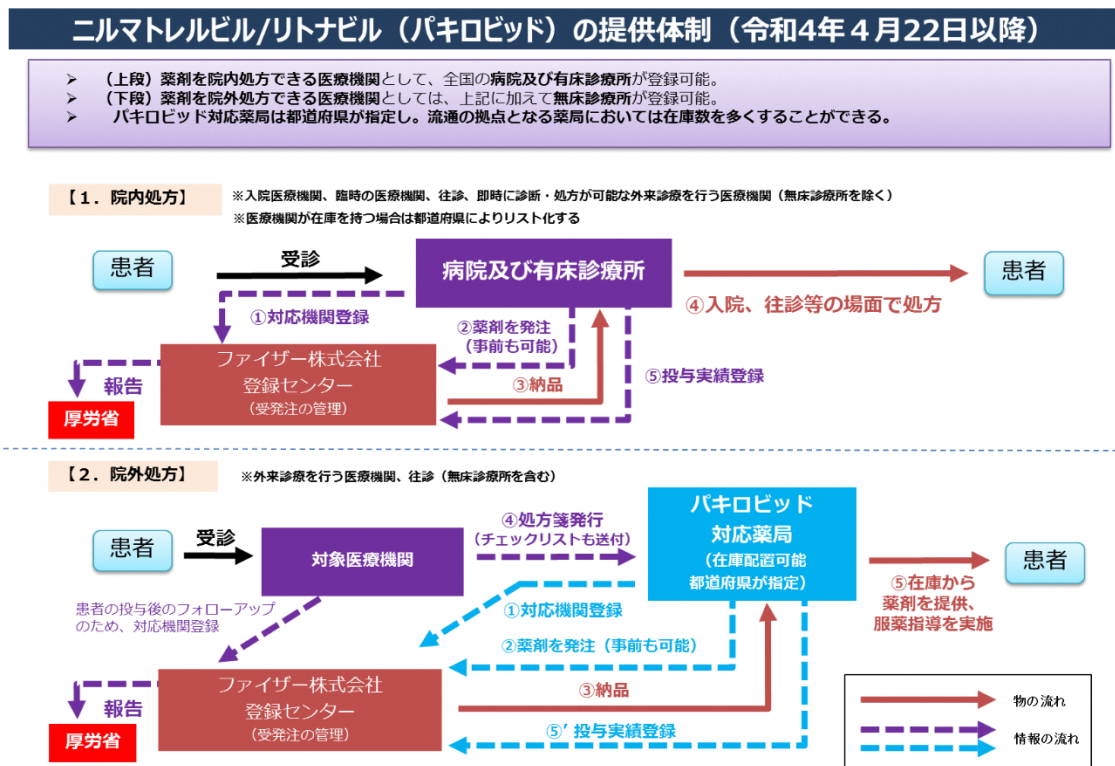 ニルマトレルビル/リトナビル（パキロビッド）の提供体制（令和4年４月22日以降）
➢ （上段）薬剤を院内処方できる医療機関として、全国の病院及び有床診療所が登録可能。
➢ （下段）薬剤を院外処方できる医療機関としては、上記に加えて無床診療所が登録可能。
➢ パキロビッド対応薬局は都道府県が指定し。流通の拠点となる薬局においては在庫数を多くすることができる。
【１．院内処方】
※入院医療機関、臨時の医療機関、往診、即時に診断・処方が可能な外来診療を行う医療機関（無床診療所を除く）
※医療機関が在庫を持つ場合は都道府県によりリスト化する
患者
受診
病院及び有床診療所
患者
④入院、往診等の場面で処方
①対応機関登録
②薬剤を発注
（事前も可能）
ファイザー株式会社
登録センター
（受発注の管理）
③納品
⑤投与実績登録
報告
厚労省
【２．院外処方】
※外来診療を行う医療機関、往診（無床診療所を含む）
患者
受診
対象医療機関
④処方箋発行
（チェックリストも送付）
パキロビッド
対応薬局
（在庫配置可能
都道府県が指定）
患者
⑤在庫から
薬剤を提供、
服薬指導を実施
患者の投与後のフォローアップ
のため、対応機関登録
①対応機関登録
②薬剤を発注（事前も可能）
ファイザー株式会社
登録センター
（受発注の管理）
③納品
⑤’投与実績登録
報告
厚労省
物の流れ
情報の流れ